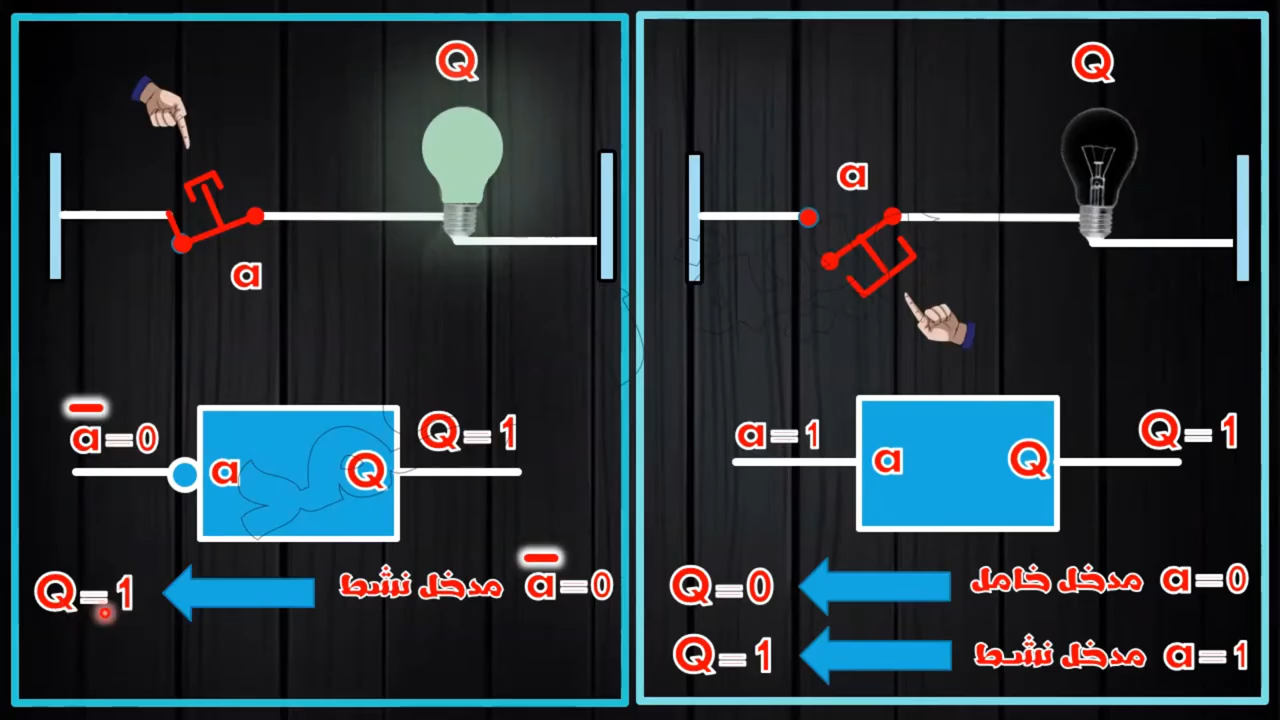 Q
a
a̅=0
a
Q
Q=1
a̅=0 مدخل نشط
Q=1
Q
a
a=1
a
Q
Q=1
a=0 مدخل خامل
Q=0
a=1 مدخل نشط
Q=1